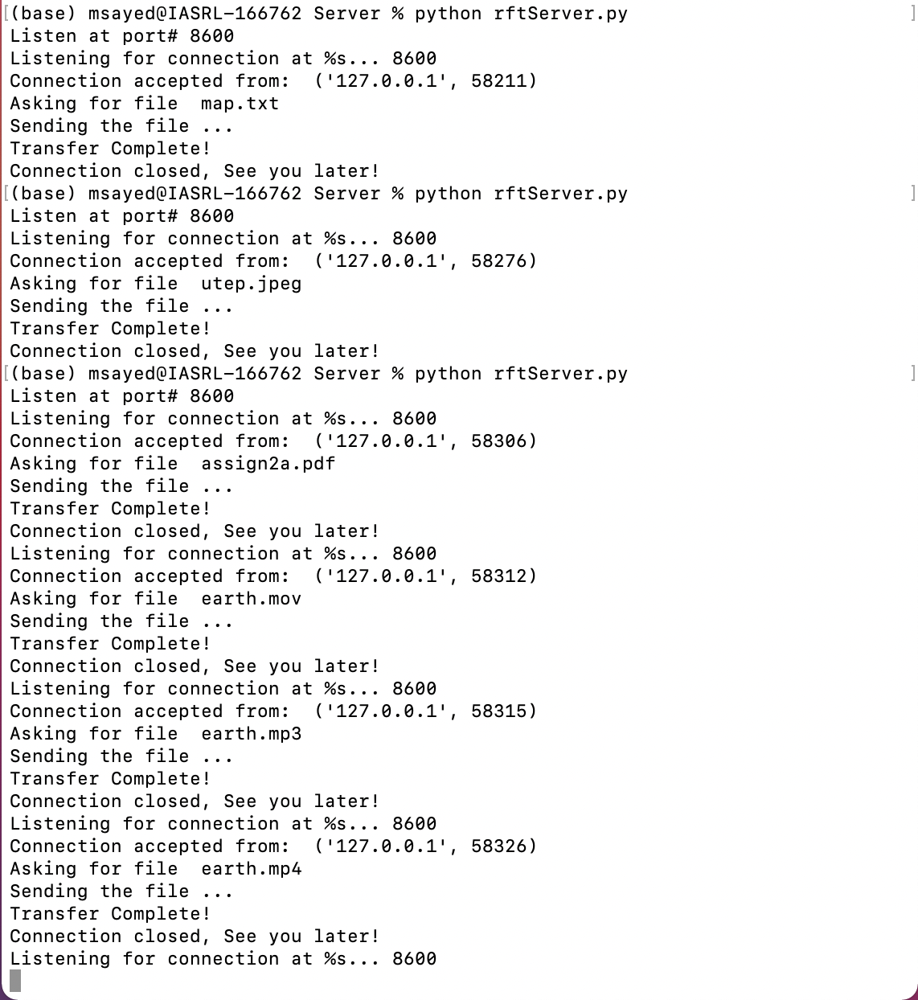 [(base) msayed@IASRL-166762 Server % python rftServer.py ]
Listen at port# 8600
Listening for connection at %s... 8600
Connection accepted from:  ('127.0.0.1', 58211)
Asking for file  map.txt
Sending the file ...
Transfer Complete!
Connection closed, See you later!
[(base) msayed@IASRL-166762 Server % python rftServer.py ]
Listen at port# 8600
Listening for connection at %s... 8600
Connection accepted from:  ('127.0.0.1', 58276)
Asking for file  utep.jpeg
Sending the file ...
Transfer Complete!
Connection closed, See you later!
[(base) msayed@IASRL-166762 Server % python rftServer.py ]
Listen at port# 8600
Listening for connection at %s... 8600
Connection accepted from:  ('127.0.0.1', 58306)
Asking for file  assign2a.pdf
Sending the file ...
Transfer Complete!
Connection closed, See you later!
Listening for connection at %s... 8600
Connection accepted from:  ('127.0.0.1', 58312)
Asking for file  earth.mov
Sending the file ...
Transfer Complete!
Connection closed, See you later!
Listening for connection at %s... 8600
Connection accepted from:  ('127.0.0.1', 58315)
Asking for file  earth.mp3
Sending the file ...
Transfer Complete!
Connection closed, See you later!
Listening for connection at %s... 8600
Connection accepted from:  ('127.0.0.1', 58326)
Asking for file  earth.mp4
Sending the file ...
Transfer Complete!
Connection closed, See you later!
Listening for connection at %s... 8600